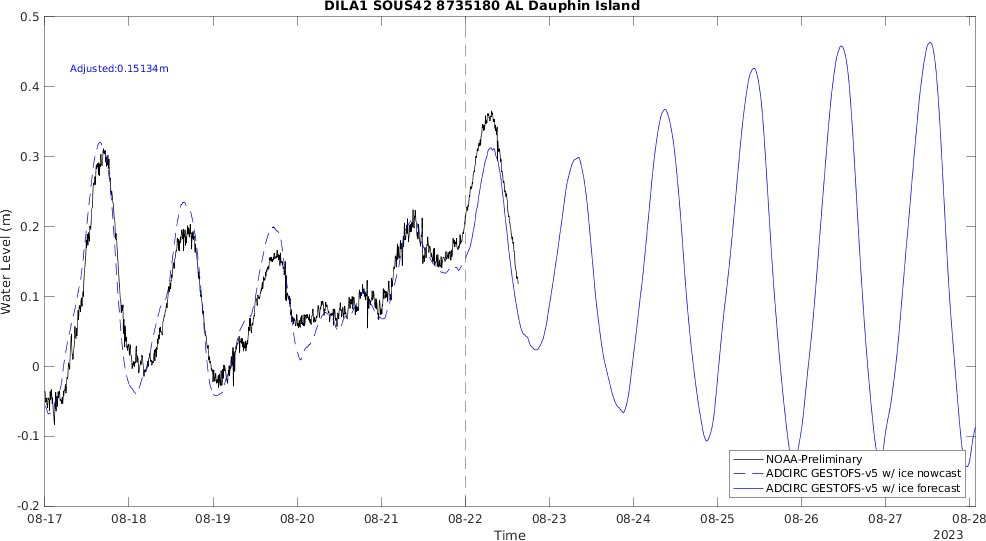 DILA1 SOUS42 8735180 AL Dauphin Island
Adjusted:0.15134m
Water Level (m)
0.5
0.4
0.3
0.2
0.1
0
-0.1
-0.2
NOAA-Preliminary
ADCIRC GESTOFS-v5 w/ ice nowcast
ADCIRC GESTOFS-v5 w/ ice forecast
08-17 08-18 08-19 08-20 08-21 08-22 08-23 08-24 08-25 08-26 08-27 08-28
Time
2023